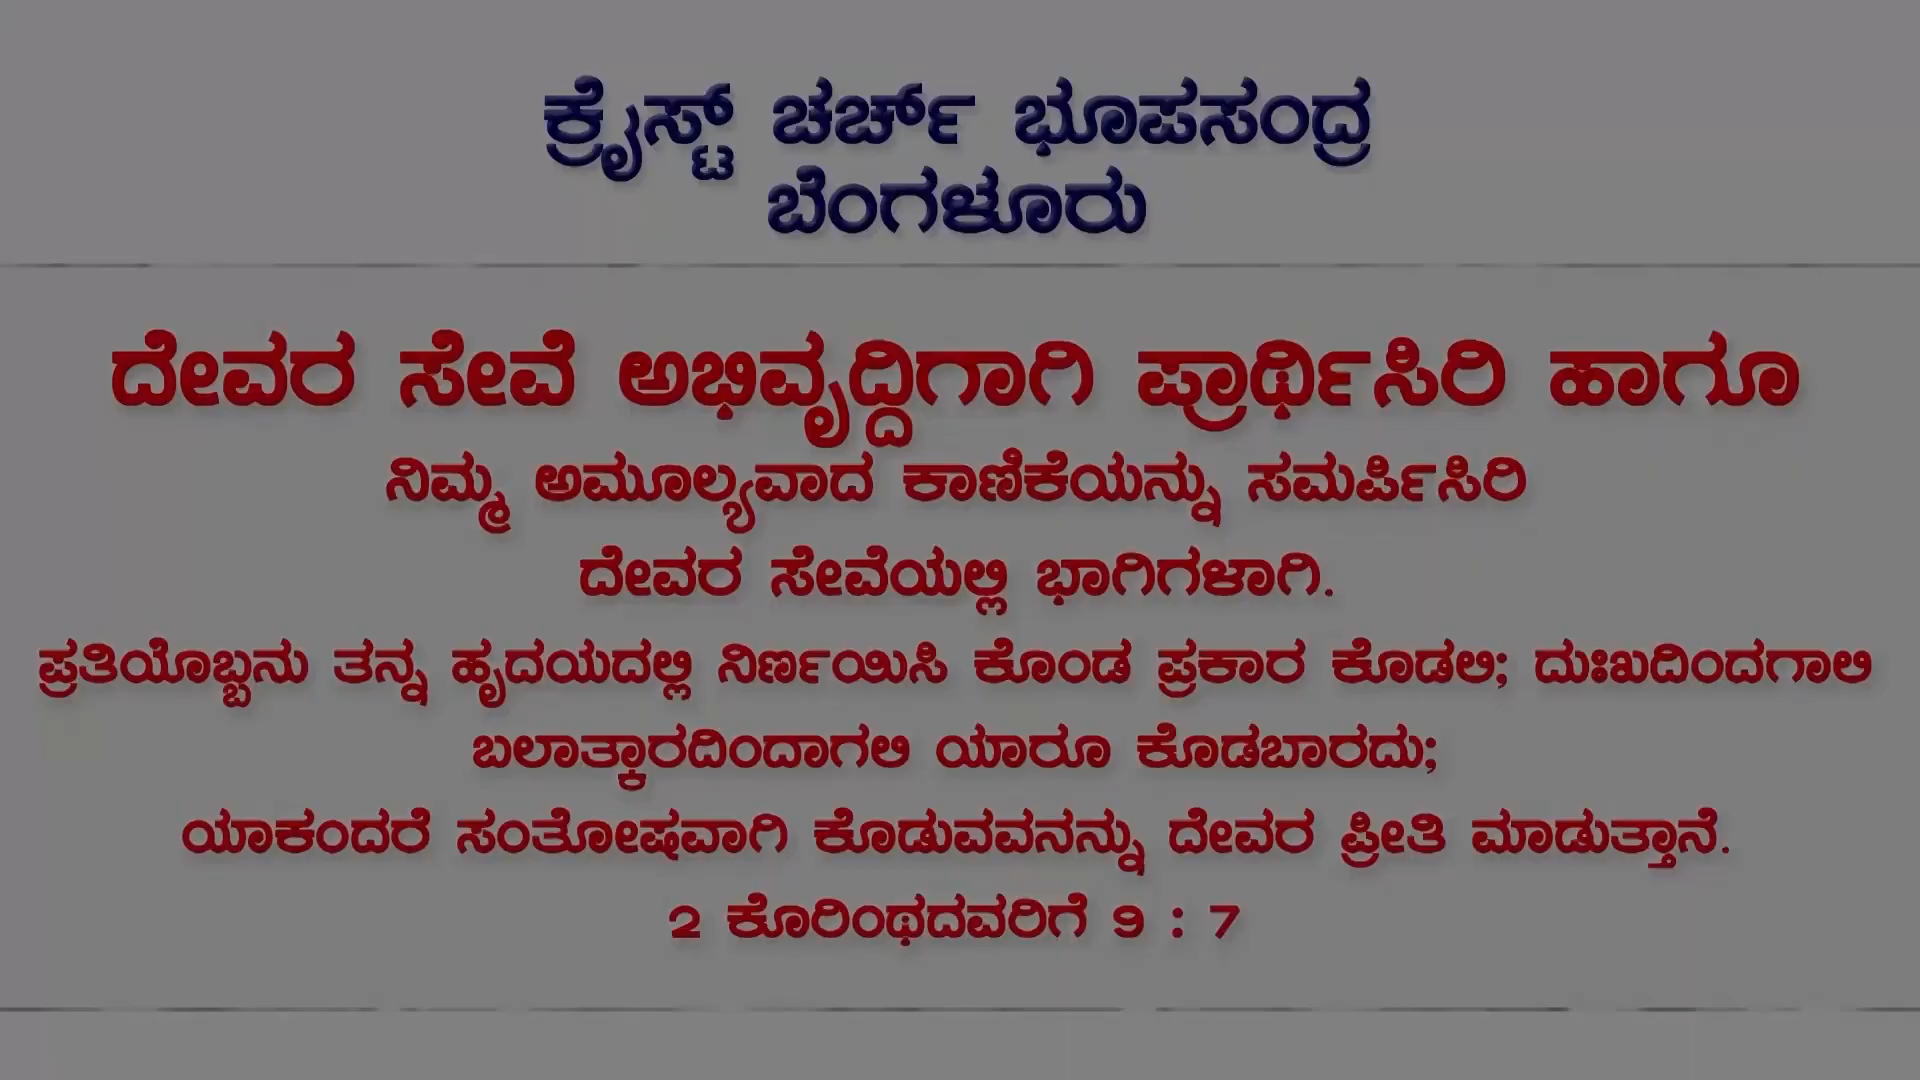 ಕ್ರೈಸ್ಟ್ ಚರ್ಚ್ ಭೂಪಸಂದ್ರ
ಬೆಂಗಳೂರು
ದೇವರ ಸೇವೆ ಅಭಿವೃದ್ದಿಗಾಗಿ ಪ್ರಾರ್ಥಿಸಿರಿ ಹಾಗೂ
ನಿಮ್ಮ ಅಮೂಲ್ಯವಾದ ಕಾಣಿಕೆಯನ್ನು ಸಮರ್ಪಿಸಿರಿ
ದೇವರ ಸೇವೆಯಲ್ಲಿ ಭಾಗಿಗಳಾಗಿ.
ಪ್ರತಿಯೊಬ್ಬನು ತನ್ನ ಹೃದಯದಲ್ಲಿ ನಿರ್ಣಯಿಸಿ ಕೊಂಡ ಪ್ರಕಾರ ಕೊಡಲಿ; ದುಃಖದಿಂದಗಾಲಿ
ಬಲಾತ್ಕಾರದಿಂದಾಗಲಿ ಯಾರೂ ಕೊಡಬಾರದು;
ಯಾಕಂದರೆ ಸಂತೋಷವಾಗಿ ಕೊಡುವವನನ್ನು ದೇವರ ಪ್ರೀತಿ ಮಾಡುತ್ತಾನೆ.
2 ಕೊರಿಂಥದವರಿಗೆ 9 : 7